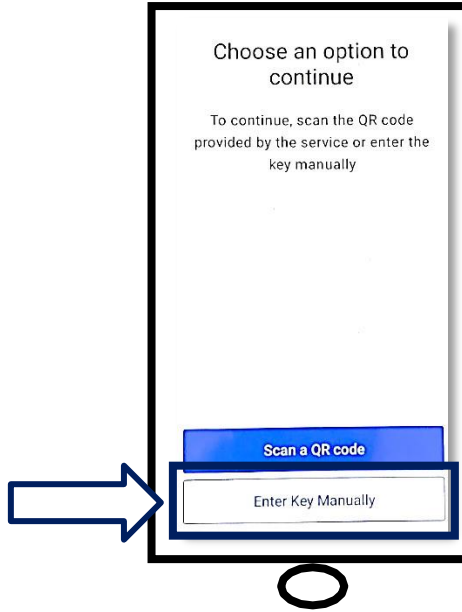 Choose an option to
continue
To continue, scan the QR code
provided by the service or enter the
key manually
Scan a QR code
Enter Key Manually